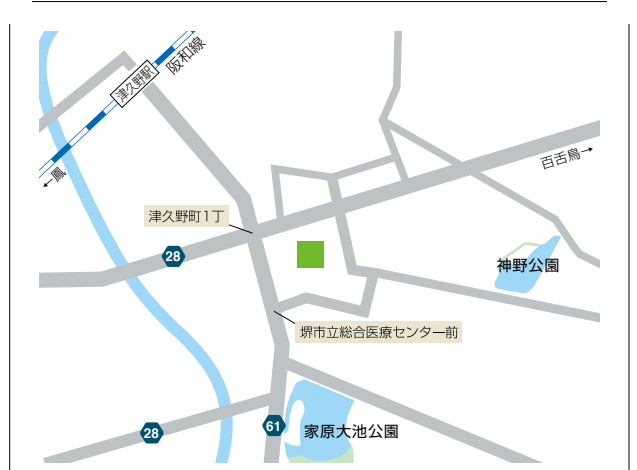 阪和線
津久野駅
←鳳
百舌鳥→
津久野町1丁
28
神野公園
堺市立総合医療センター前
28
61
家原大池公園